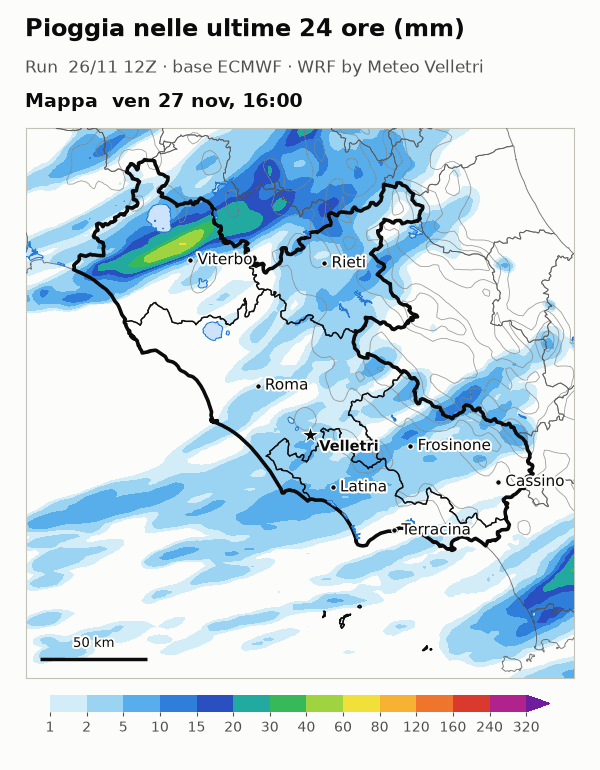 Pioggia nelle ultime 24 ore (mm)
Run  26/11 12Z · base ECMWF · WRF by Meteo Velletri
Mappa  ven 27 nov, 16:00
Viterbo
Rieti
Roma
Velletri
Frosinone
Cassino
Latina
Terracina
50 km
1 2 5 10 15 20 30 40 60 80 120 160 240 320